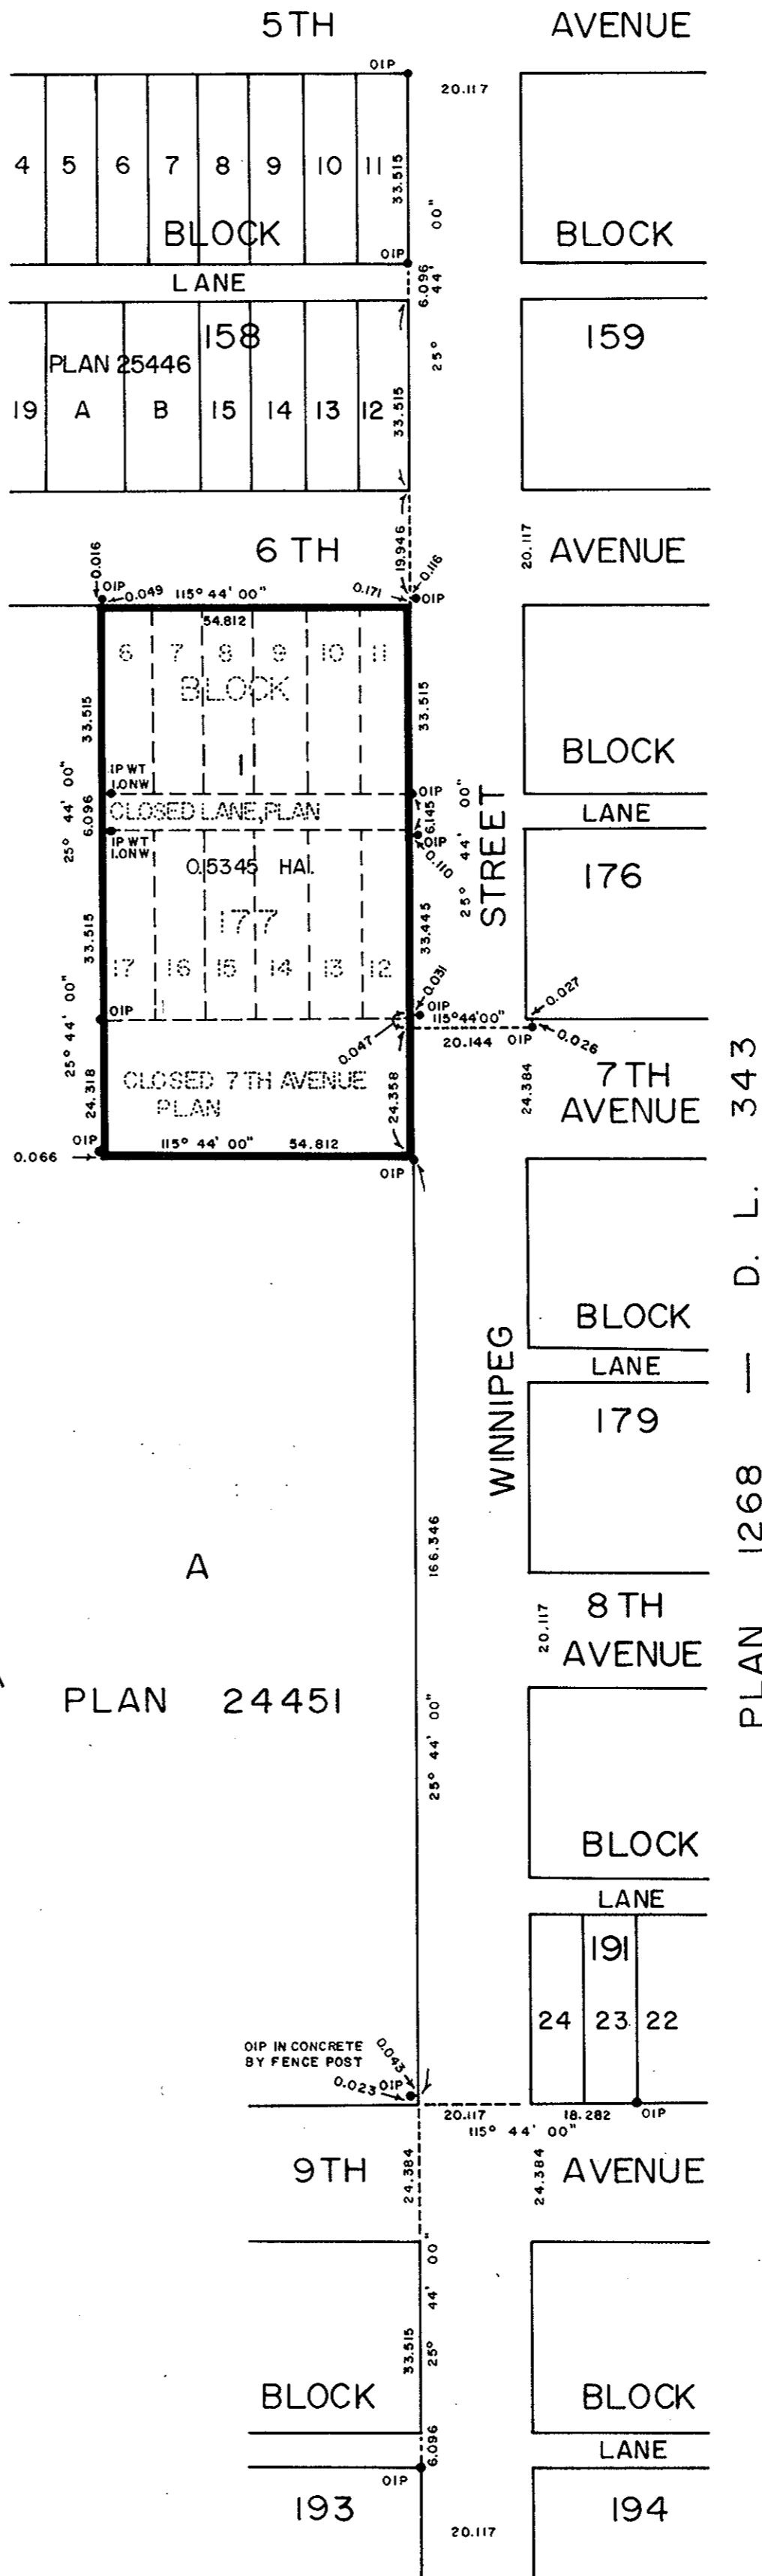 5TH AVENUE
OIP
20.117
4 5 6 7 8 9 10 11
33.515
25° 44' 00"
BLOCK
BLOCK
OIP
LANE
6.096
158
159
PLAN 25446
19 A B 15 14 13 12
33.515
6TH AVENUE
19.946
20.117
0.016
0.116
OIP
0.049
115° 44' 00"
0.171
OIP
54.812
6 7 8 9 10 11
BLOCK
BLOCK
33.515
33.515
1
IP WT
1.0NW
OIP
25° 44' 00"
6.096
CLOSED LANE, PLAN
6.145
LANE
IP WT
1.0NW
OIP
0.110
25° 44' 00"
WINNIPEG STREET
0.5345 HA.
176
177
33.515
33.445
17 16 15 14 13 12
0.031
0.027
OIP
OIP
115°44'00"
20.144
OIP
0.026
0.047
25° 44' 00"
24.318
CLOSED 7TH AVENUE
PLAN
24.358
24.384
7TH
AVENUE
OIP
115° 44' 00" 54.812
0.066
OIP
PLAN 1268 — D. L. 343
BLOCK
LANE
179
166.346
A
8TH
AVENUE
20.117
PLAN 24451
25° 44' 00"
BLOCK
LANE
191
24 23 22
OIP IN CONCRETE
BY FENCE POST
0.043
OIP
0.023
20.117
18.282
OIP
115° 44' 00"
9TH AVENUE
24.384
24.384
25° 44' 00"
33.515
BLOCK
BLOCK
6.096
LANE
OIP
193
194
20.117